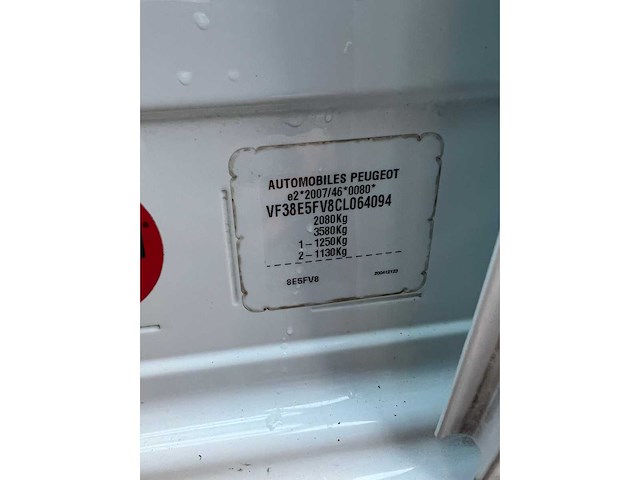 AUTOMOBILES PEUGEOT
e2*2007/46*0080*
VF38E5FV8CL064094
2080Kg
3580Kg
1-1250Kg
2-1130Kg
8E5FV8